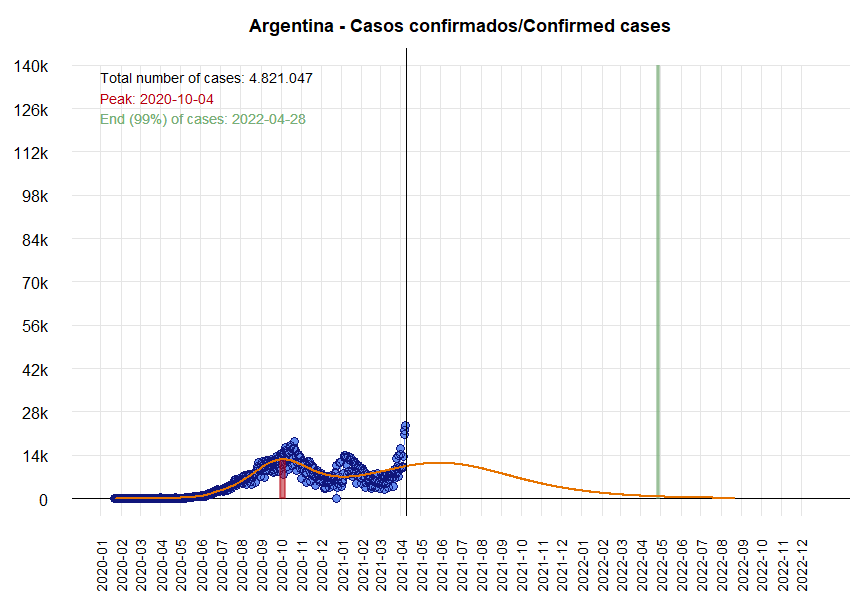 Argentina - Casos confirmados/Confirmed cases
Total number of cases: 4.821.047
Peak: 2020-10-04
End (99%) of cases: 2022-04-28
140k
126k
112k
98k
84k
70k
56k
42k
28k
14k
0
2020-01
2020-02
2020-03
2020-04
2020-05
2020-06
2020-07
2020-08
2020-09
2020-10
2020-11
2020-12
2021-01
2021-02
2021-03
2021-04
2021-05
2021-06
2021-07
2021-08
2021-09
2021-10
2021-11
2021-12
2022-01
2022-02
2022-03
2022-04
2022-05
2022-06
2022-07
2022-08
2022-09
2022-10
2022-11
2022-12